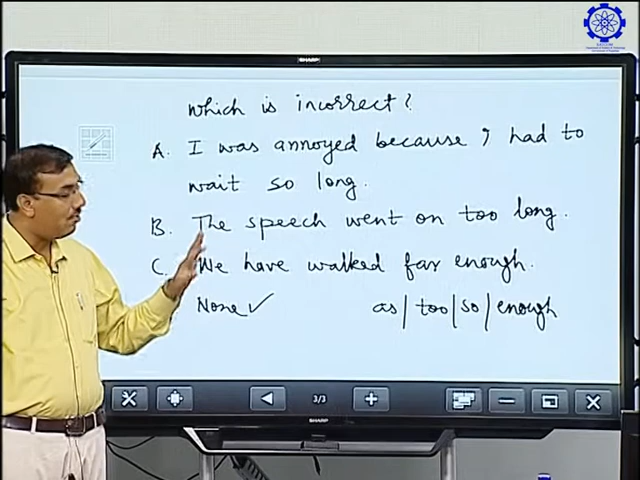 SHARP
which is incorrect?
A. I was annoyed because I had to
wait so long.
B. The speech went on too long.
C. We have walked far enough.
None ✓ as/too/so/enough
3/3
SHARP